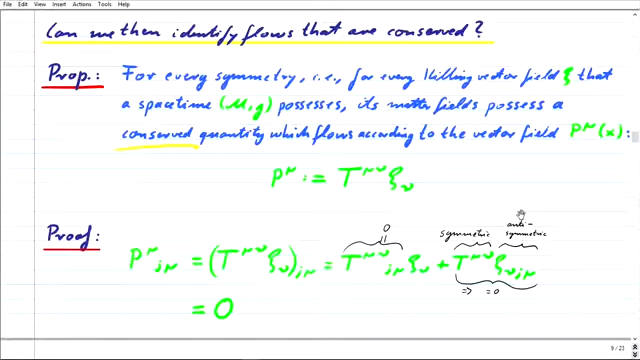 File Edit View Insert Actions Tools Help
Can we then identify flows that are conserved?
Prop.: For every symmetry, i.e., for every Killing vector field ξ that
a spacetime (M,g) possesses, its matter fields possess a
conserved quantity which flows according to the vector field P^μ(x):
P^μ := T^{μν} ξ_ν
0 symmetric anti-symmetric
Proof: P^μ_{;μ} = (T^{μν} ξ_ν)_{;μ} = T^{μν}_{;μ} ξ_ν + T^{μν} ξ_{ν;μ}
⇒ = 0
= 0
9 / 23